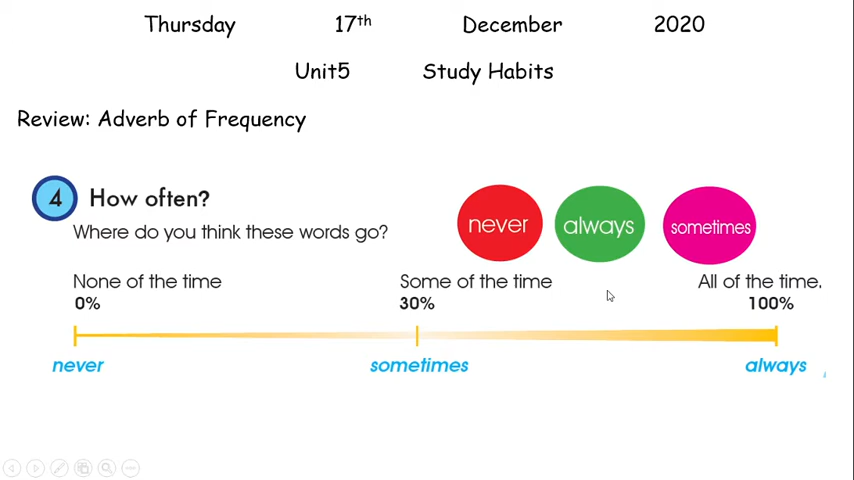 Thursday 17th December 2020
Unit5 Study Habits
Review: Adverb of Frequency
4 How often?
Where do you think these words go?
never always sometimes
None of the time Some of the time All of the time.
0% 30% 100%
never sometimes always